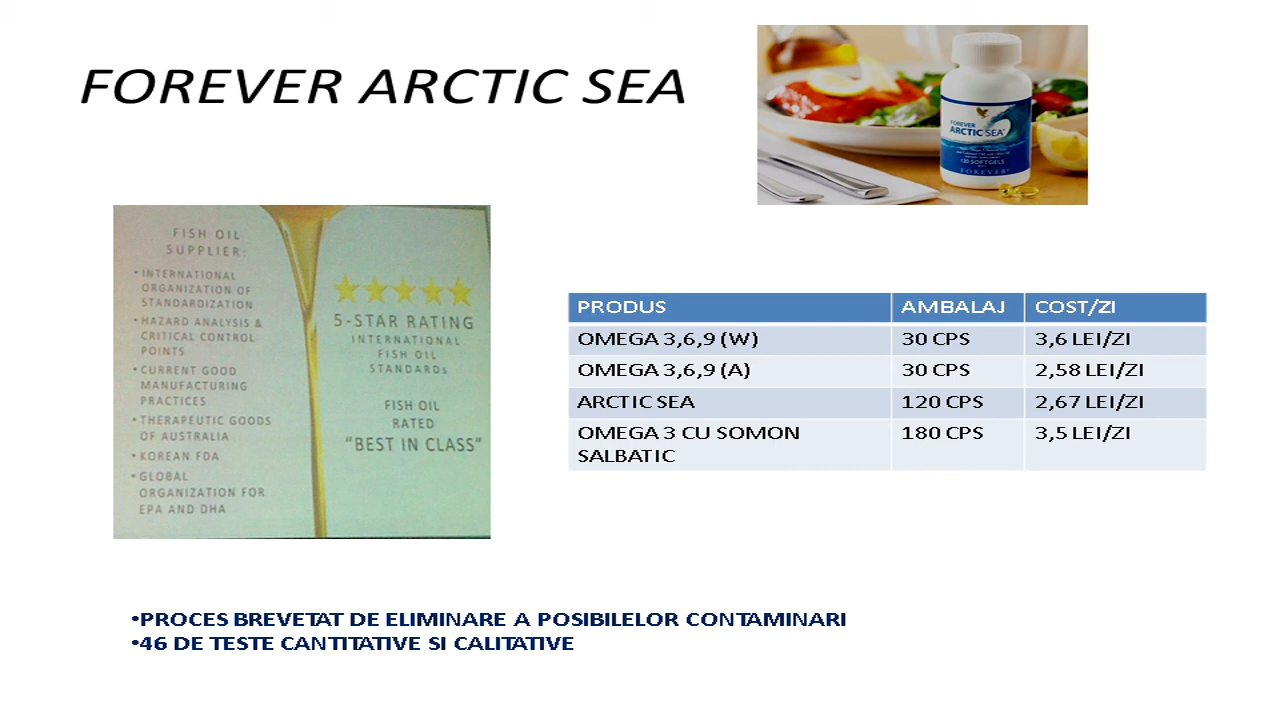 FOREVER ARCTIC SEA
FOREVER
ARCTIC SEA
120 SOFTGELS
FOREVER
FISH OIL
SUPPLIER:
• INTERNATIONAL
ORGANIZATION OF
STANDARDIZATION
• HAZARD ANALYSIS &
CRITICAL CONTROL
POINTS
• CURRENT GOOD
MANUFACTURING
PRACTICES
• THERAPEUTIC GOODS
OF AUSTRALIA
• KOREAN FDA
• GLOBAL
ORGANIZATION FOR
EPA AND DHA
5-STAR RATING
INTERNATIONAL
FISH OIL
STANDARDs
FISH OIL
RATED
“BEST IN CLASS”
PRODUS AMBALAJ COST/ZI
OMEGA 3,6,9 (W) 30 CPS 3,6 LEI/ZI
OMEGA 3,6,9 (A) 30 CPS 2,58 LEI/ZI
ARCTIC SEA 120 CPS 2,67 LEI/ZI
OMEGA 3 CU SOMON 180 CPS 3,5 LEI/ZI
SALBATIC
•PROCES BREVETAT DE ELIMINARE A POSIBILELOR CONTAMINARI
•46 DE TESTE CANTITATIVE SI CALITATIVE